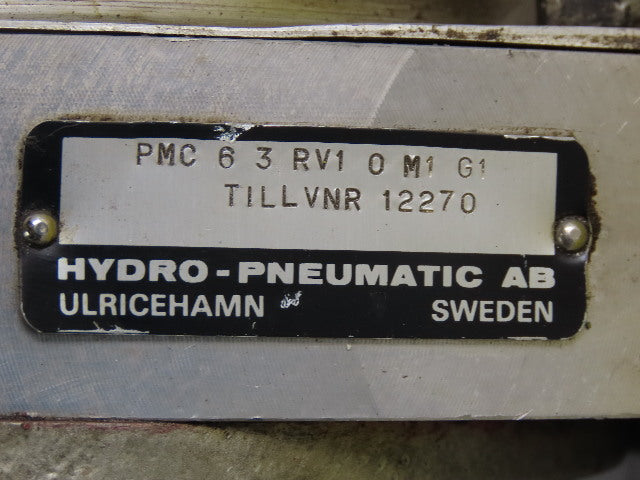 PMC 6 3 RV1 0 M1 G1
TILLVNR 12270
HYDRO-PNEUMATIC AB
ULRICEHAMN SWEDEN